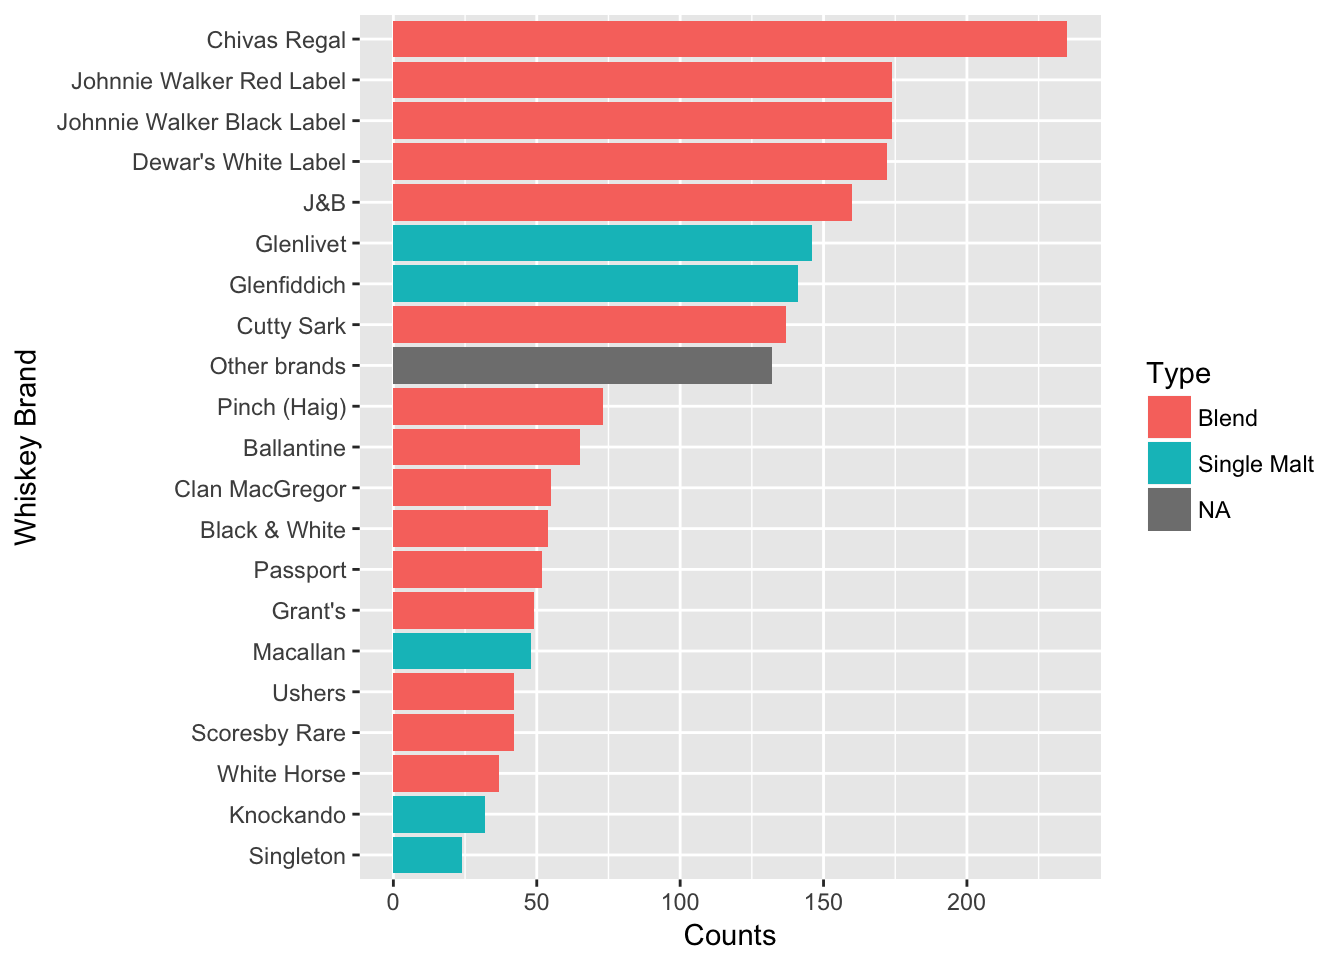 Chivas Regal
Johnnie Walker Red Label
Johnnie Walker Black Label
Dewar's White Label
J&B
Glenlivet
Glenfiddich
Cutty Sark
Other brands
Pinch (Haig)
Ballantine
Clan MacGregor
Black & White
Passport
Grant's
Macallan
Ushers
Scoresby Rare
White Horse
Knockando
Singleton
Whiskey Brand
0 50 100 150 200
Counts
Type
Blend
Single Malt
NA